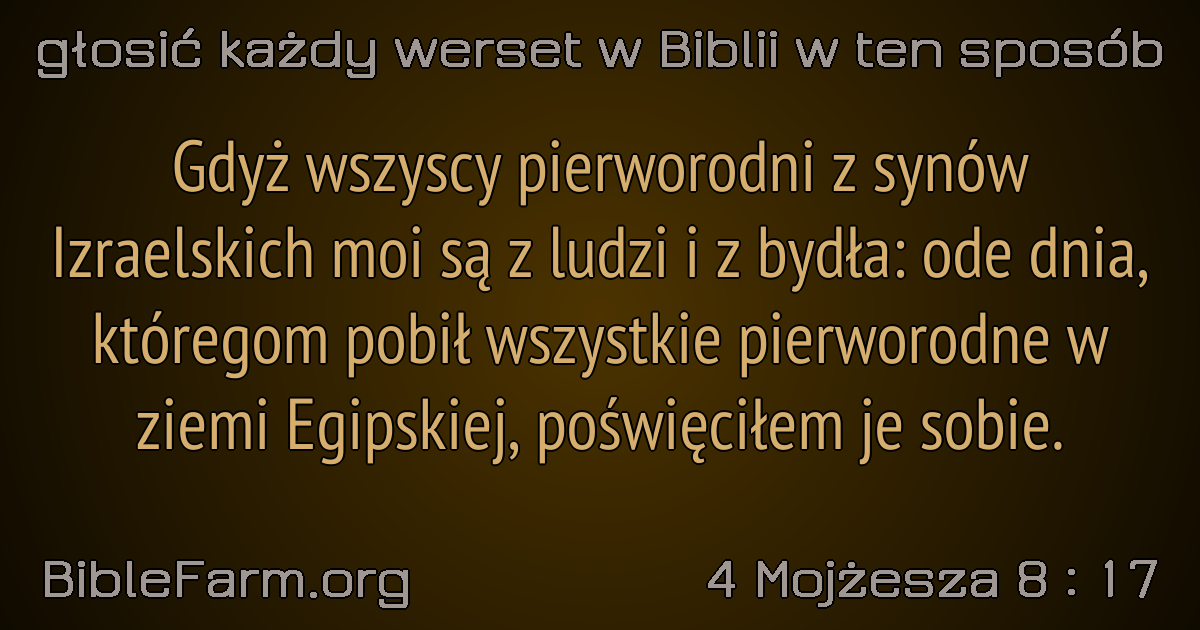 głosić każdy werset w Biblii w ten sposób
Gdyż wszyscy pierworodni z synów
Izraelskich moi są z ludzi i z bydła: ode dnia,
któregom pobił wszystkie pierworodne w
ziemi Egipskiej, poświęciłem je sobie.
BibleFarm.org
4 Mojżesza 8 : 17